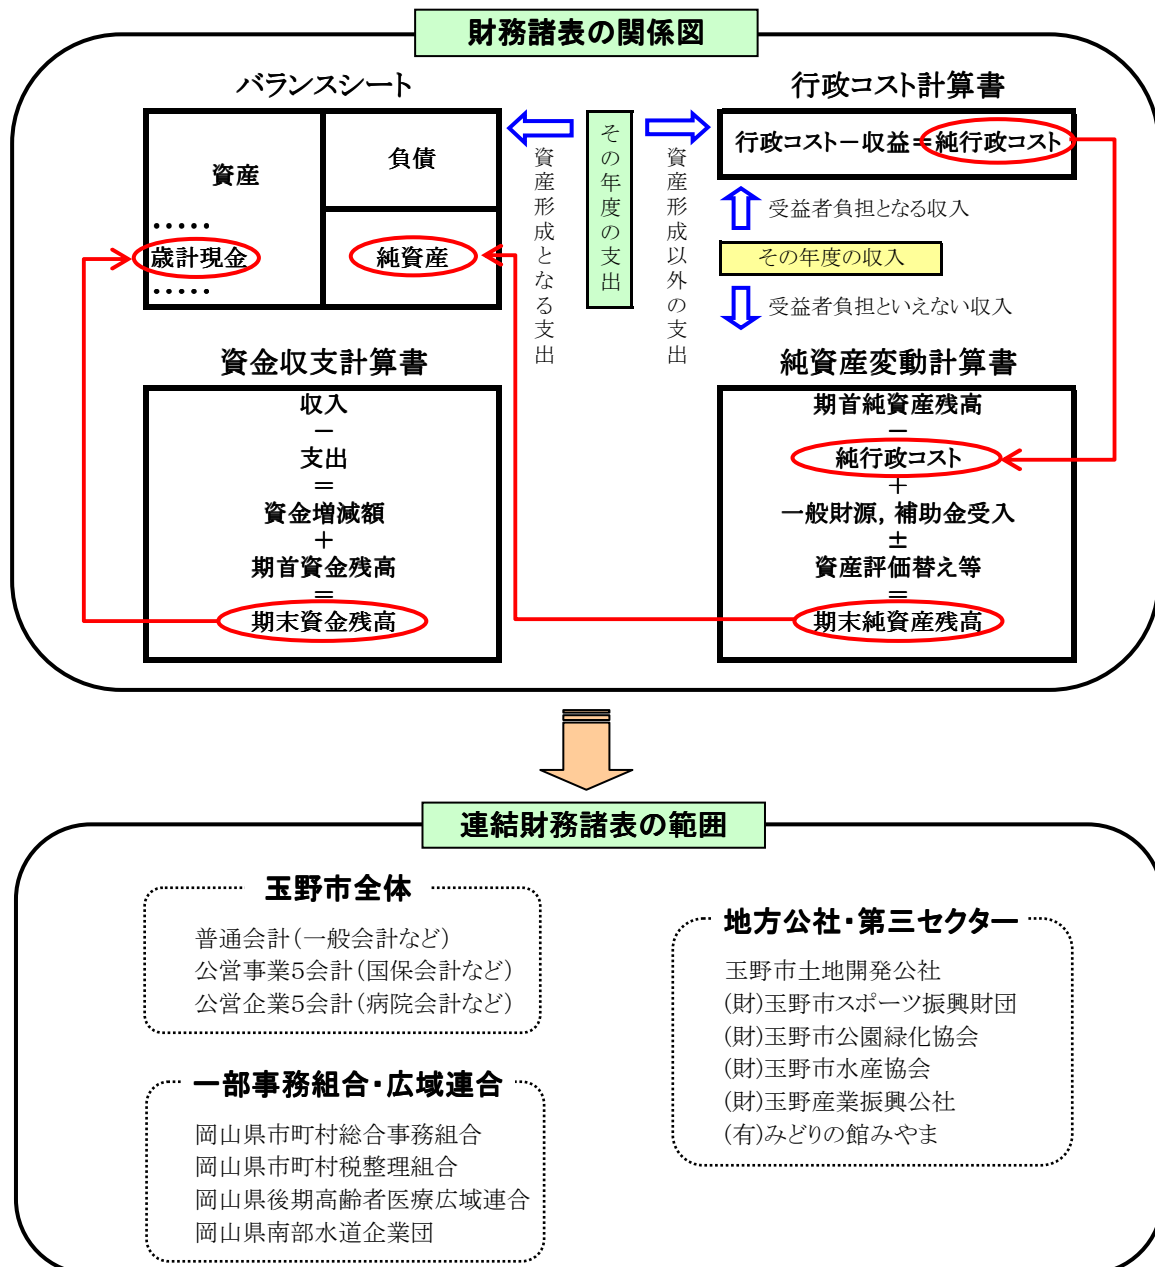 財務諸表の関係図
バランスシート
資産
・・・・・
歳計現金
・・・・・
負債
純資産
資産形成となる支出
その年度の支出
資産形成以外の支出
行政コスト計算書
行政コスト－収益＝純行政コスト
受益者負担となる収入
その年度の収入
受益者負担といえない収入
資金収支計算書
収入
－
支出
＝
資金増減額
＋
期首資金残高
＝
期末資金残高
純資産変動計算書
期首純資産残高
－
純行政コスト
＋
一般財源，補助金受入
±
資産評価替え等
＝
期末純資産残高
連結財務諸表の範囲
玉野市全体
普通会計（一般会計など）
公営事業5会計（国保会計など）
公営企業5会計（病院会計など）
一部事務組合・広域連合
岡山県市町村総合事務組合
岡山県市町村税整理組合
岡山県後期高齢者医療広域連合
岡山県南部水道企業団
地方公社・第三セクター
玉野市土地開発公社
(財)玉野市スポーツ振興財団
(財)玉野市公園緑化協会
(財)玉野市水産協会
(財)玉野産業振興公社
(有)みどりの館みやま